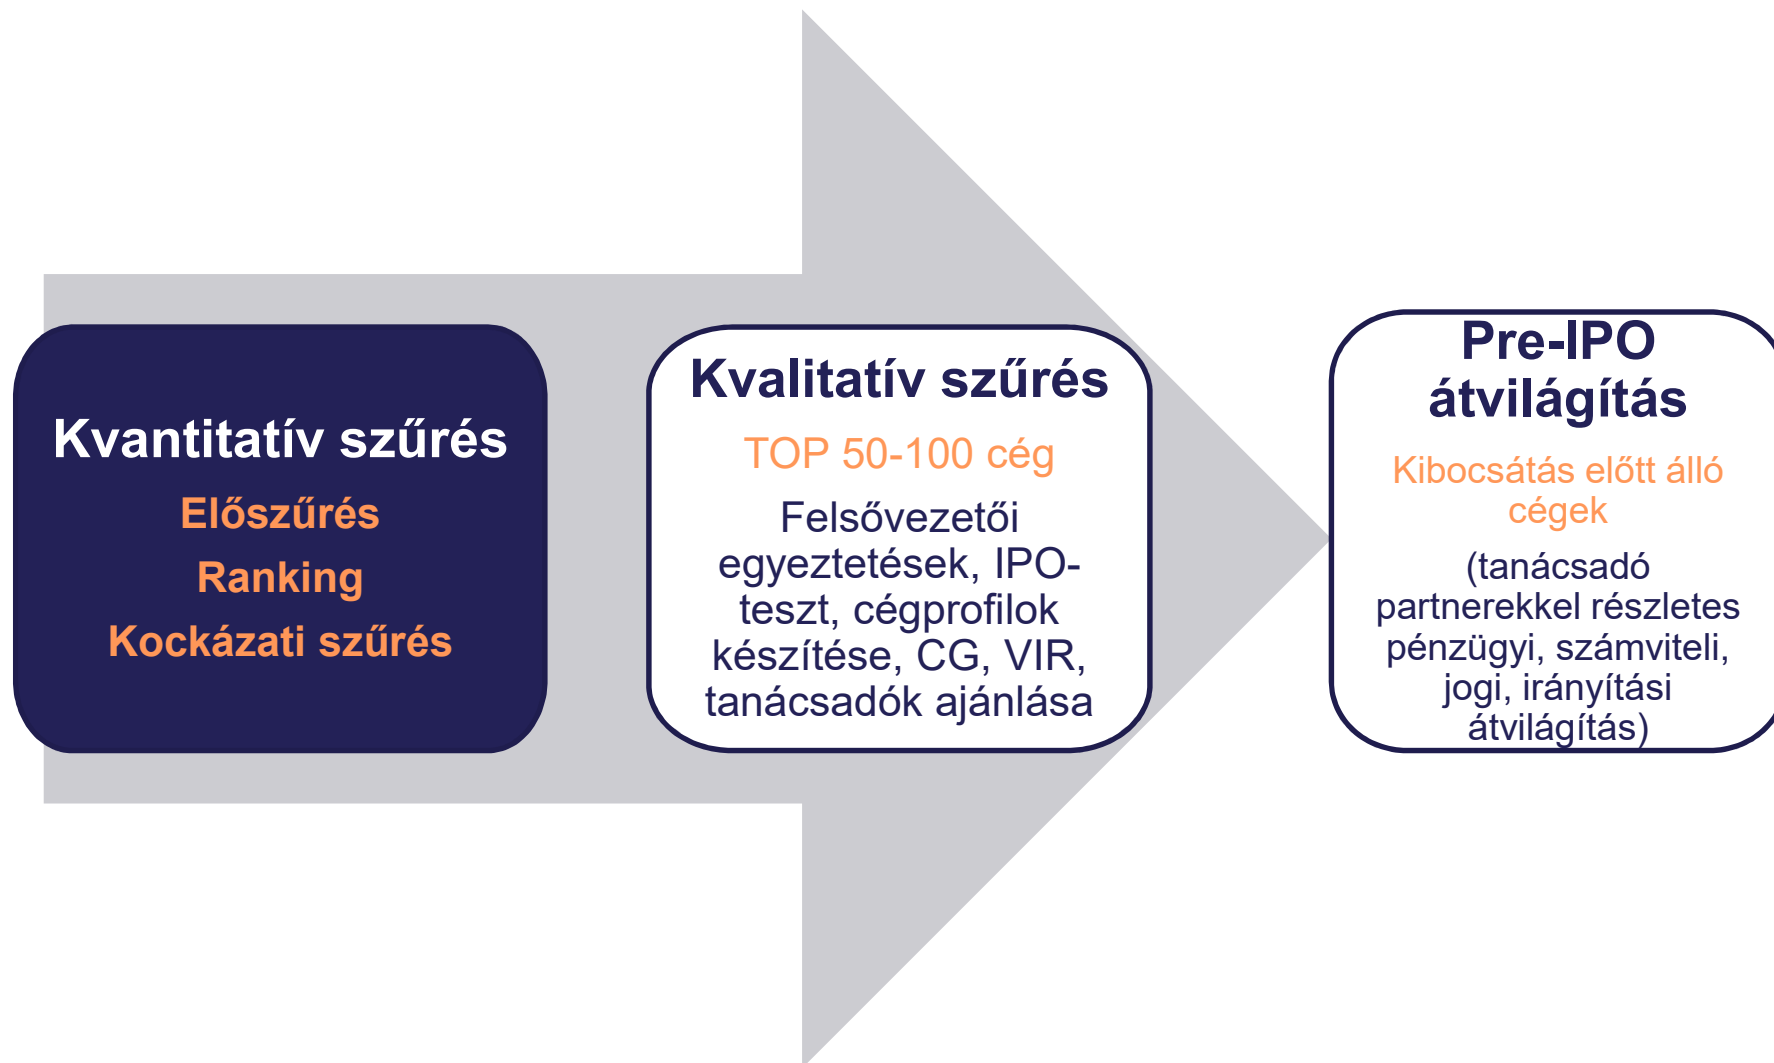 Kvantitatív szűrés
Előszűrés
Ranking
Kockázati szűrés
Kvalitatív szűrés
TOP 50-100 cég
Felsővezetői
egyeztetések, IPO-
teszt, cégprofilok
készítése, CG, VIR,
tanácsadók ajánlása
Pre-IPO
átvilágítás
Kibocsátás előtt álló
cégek
(tanácsadó
partnerekkel részletes
pénzügyi, számviteli,
jogi, irányítási
átvilágítás)